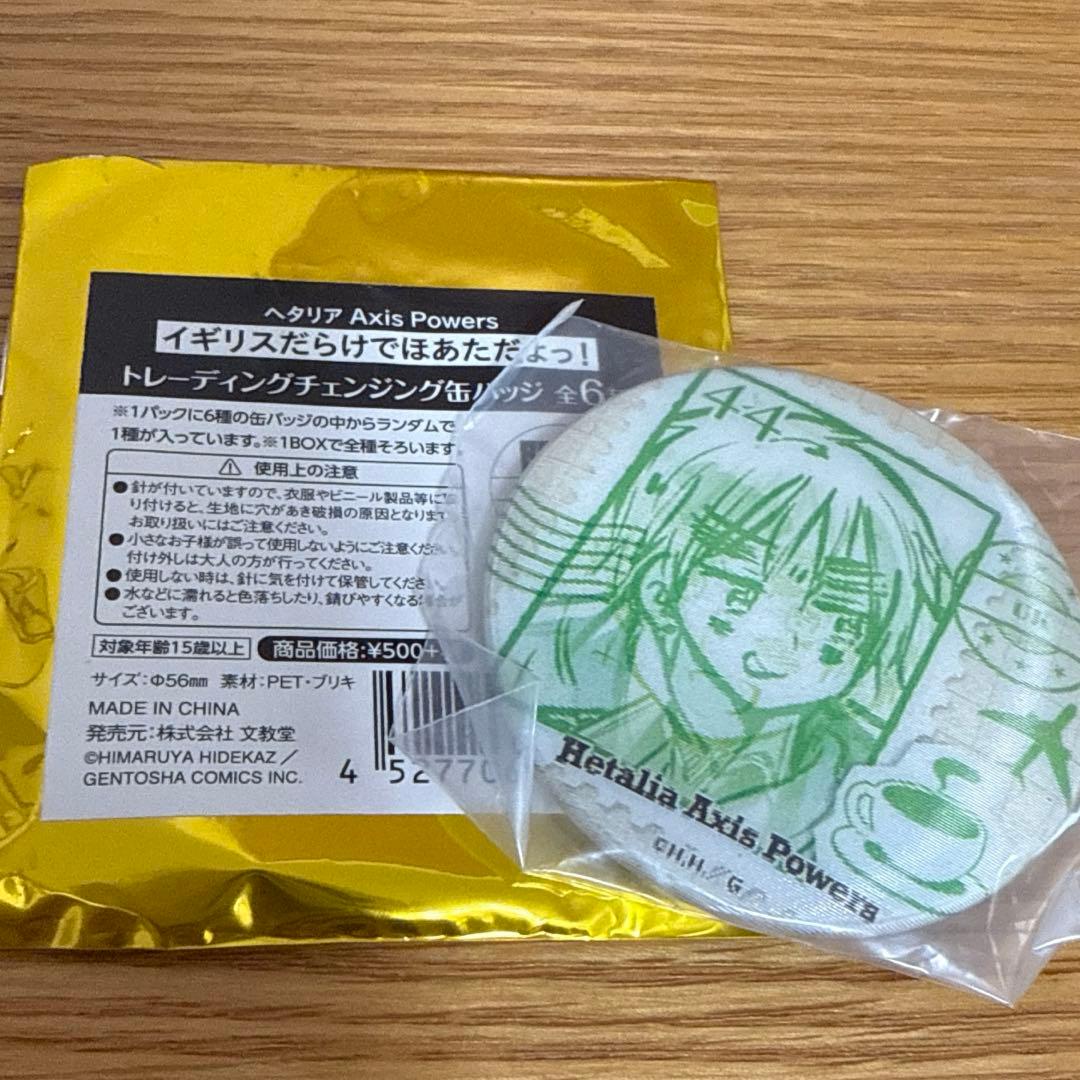 ヘタリア Axis Powers
イギリスだらけでほあただよっ!
トレーディングチェンジング缶バッジ 全6
※1パックに6種の缶バッジの中からランダムで
1種が入っています。※1BOXで全種そろいます
⚠ 使用上の注意
●針が付いていますので、衣服やビニール製品等に
り付けると、生地に穴があき破損の原因となります
お取り扱いにはご注意ください。
●小さなお子様が誤って使用しないようにご注意ください
付け外しは大人の方が行ってください。
●使用しない時は、針に気を付けて保管してくださ
●水などに濡れると色落ちしたり、錆びやすくなる場合が
ございます。
対象年齢15歳以上 商品価格:¥500+
サイズ:Φ56mm 素材:PET・ブリキ
MADE IN CHINA
発売元:株式会社 文教堂
©HIMARUYA HIDEKAZ/
GENTOSHA COMICS INC.
4 527702
Hetalia Axis Powers
©H.H./G.